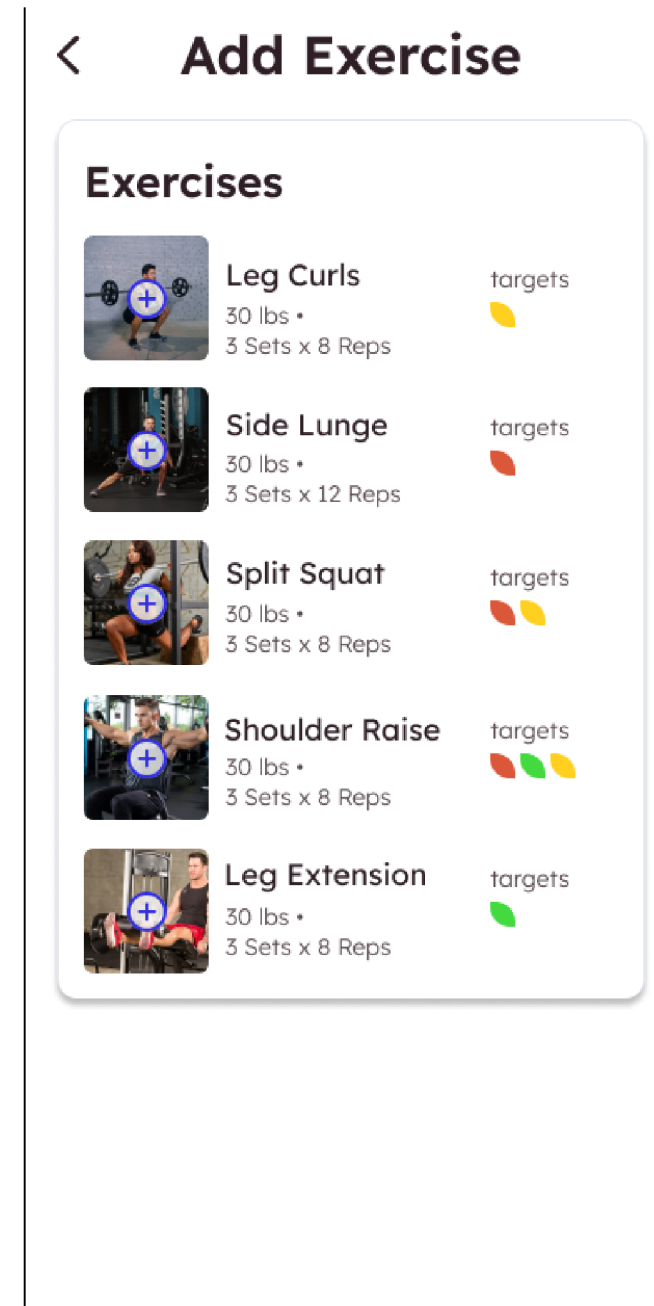 Add Exercise
Exercises
Leg Curls
targets
30 lbs •
3 Sets x 8 Reps
Side Lunge
targets
30 lbs •
3 Sets x 12 Reps
Split Squat
targets
30 lbs •
3 Sets x 8 Reps
Shoulder Raise
targets
30 lbs •
3 Sets x 8 Reps
Leg Extension
targets
30 lbs •
3 Sets x 8 Reps